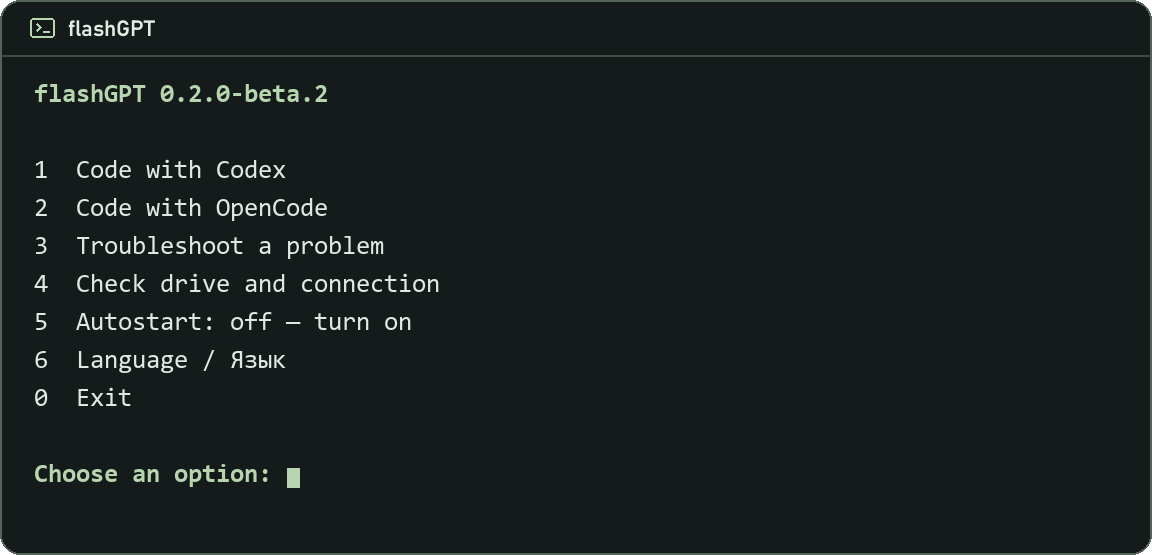 flashGPT
flashGPT 0.2.0-beta.2
1 Code with Codex
2 Code with OpenCode
3 Troubleshoot a problem
4 Check drive and connection
5 Autostart: off — turn on
6 Language / Язык
0 Exit
Choose an option: